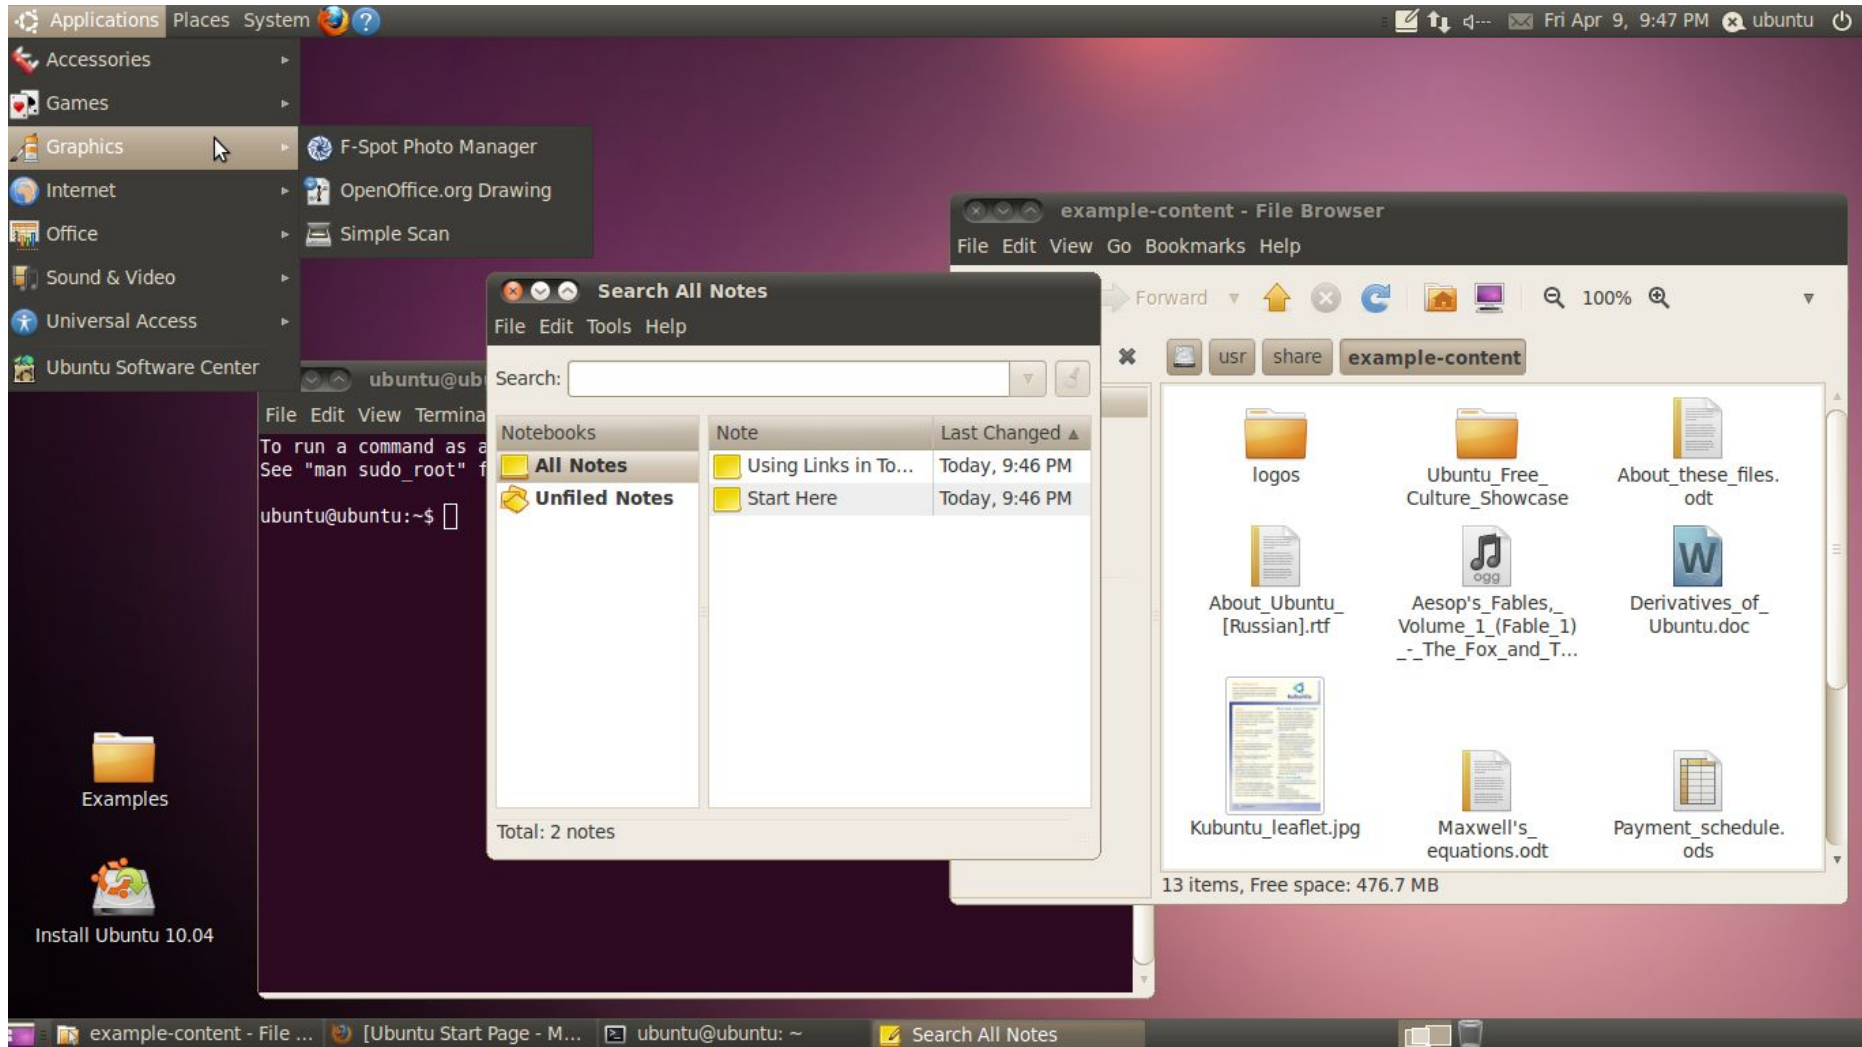 Applications Places System
Fri Apr 9, 9:47 PM ubuntu
Accessories
Games
Graphics
Internet
Office
Sound & Video
Universal Access
Ubuntu Software Center
F-Spot Photo Manager
OpenOffice.org Drawing
Simple Scan
example-content - File Browser
File Edit View Go Bookmarks Help
Forward
100%
usr share example-content
logos
Ubuntu_Free_
Culture_Showcase
About_these_files.
odt
About_Ubuntu_
[Russian].rtf
ogg
Aesop's_Fables,_
Volume_1_(Fable_1)
_-_The_Fox_and_T...
W
Derivatives_of_
Ubuntu.doc
Kubuntu_leaflet.jpg
Maxwell's_
equations.odt
Payment_schedule.
ods
13 items, Free space: 476.7 MB
Search All Notes
File Edit Tools Help
Search:
Notebooks
All Notes
Unfiled Notes
Note Last Changed
Using Links in To... Today, 9:46 PM
Start Here Today, 9:46 PM
Total: 2 notes
ubuntu@ub
File Edit View Termina
To run a command as a
See "man sudo_root" f
ubuntu@ubuntu:~$
Examples
Install Ubuntu 10.04
example-content - File ...
[Ubuntu Start Page - M...
ubuntu@ubuntu: ~
Search All Notes